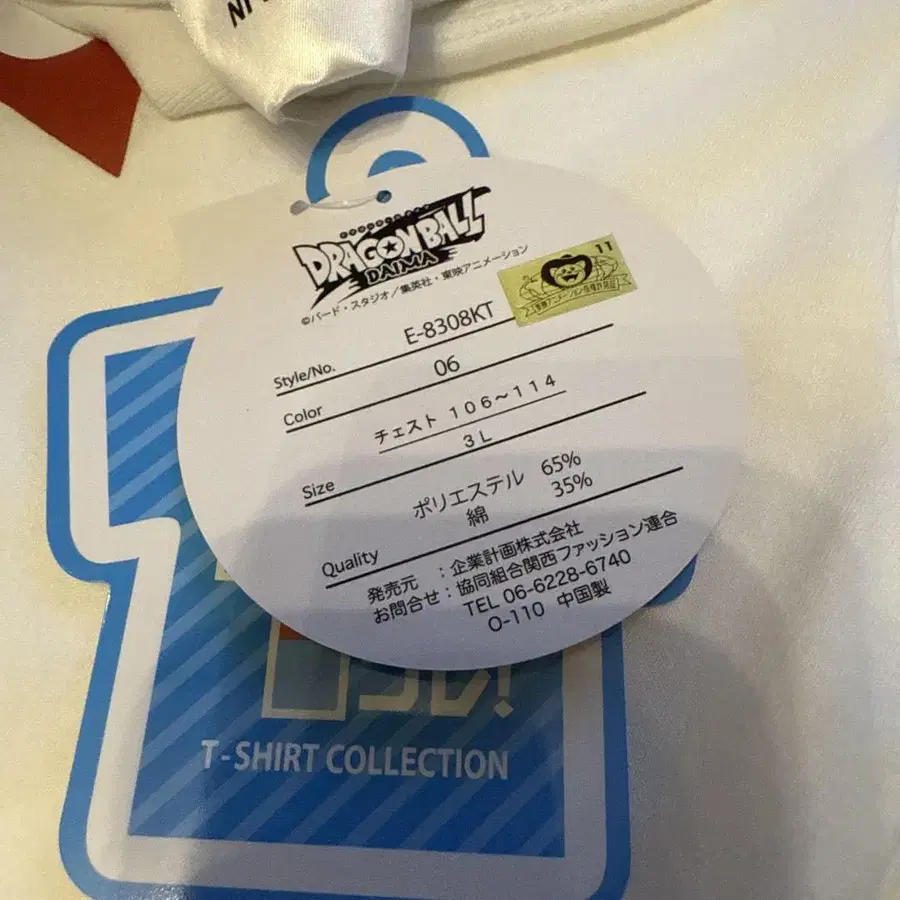 DRAGONBALL
DAIMA
©バード・スタジオ／集英社・東映アニメーション
11
Style/No. E-8308KT
Color 06
チェスト 106～114
Size 3L
ポリエステル 65%
Quality 綿 35%
発売元 ：企業計画株式会社
お問合せ：協同組合関西ファッション連合
TEL 06-6228-6740
O-110 中国製
コレ!
T-SHIRT COLLECTION